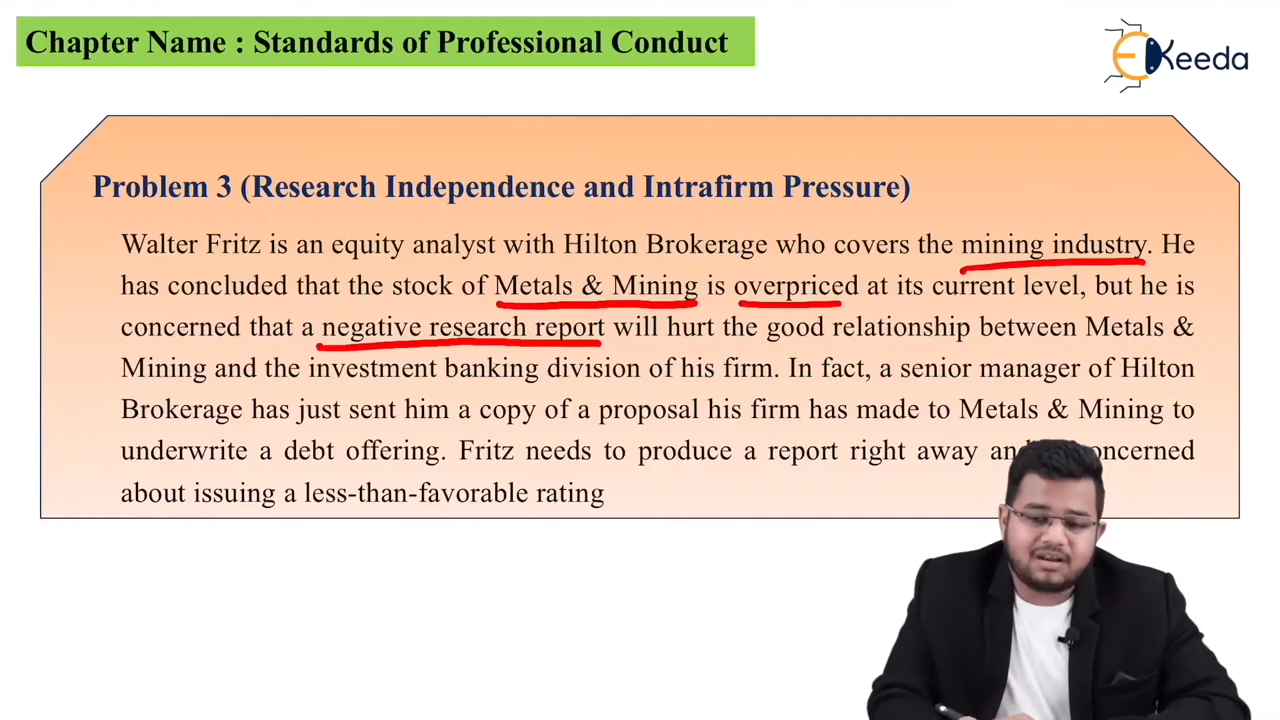 Chapter Name : Standards of Professional Conduct
Keeda
Problem 3 (Research Independence and Intrafirm Pressure)
Walter Fritz is an equity analyst with Hilton Brokerage who covers the mining industry. He
has concluded that the stock of Metals & Mining is overpriced at its current level, but he is
concerned that a negative research report will hurt the good relationship between Metals &
Mining and the investment banking division of his firm. In fact, a senior manager of Hilton
Brokerage has just sent him a copy of a proposal his firm has made to Metals & Mining to
underwrite a debt offering. Fritz needs to produce a report right away
about issuing a less-than-favorable rating